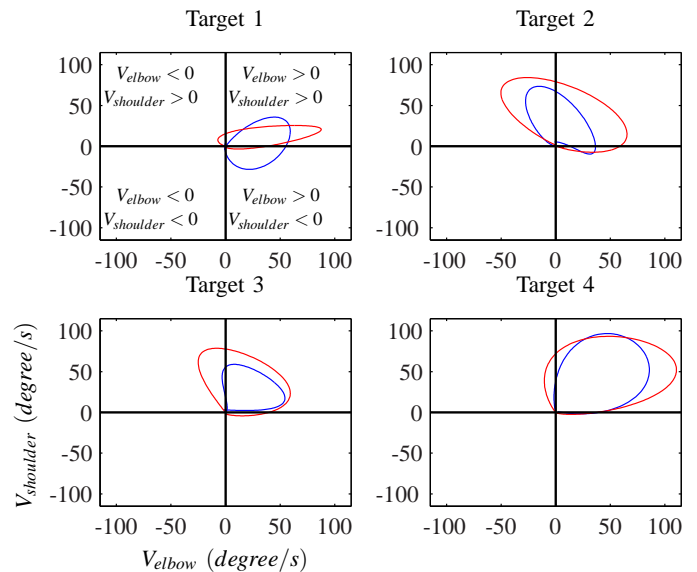 Target 1
Target 2
100
50
0
-50
-100
V_elbow < 0
V_shoulder > 0
V_elbow > 0
V_shoulder > 0
V_elbow < 0
V_shoulder < 0
V_elbow > 0
V_shoulder < 0
-100 -50 0 50 100
100
50
0
-50
-100
-100 -50 0 50 100
Target 3
Target 4
100
50
0
-50
-100
-100 -50 0 50 100
100
50
0
-50
-100
-100 -50 0 50 100
V_shoulder (degree/s)
V_elbow (degree/s)